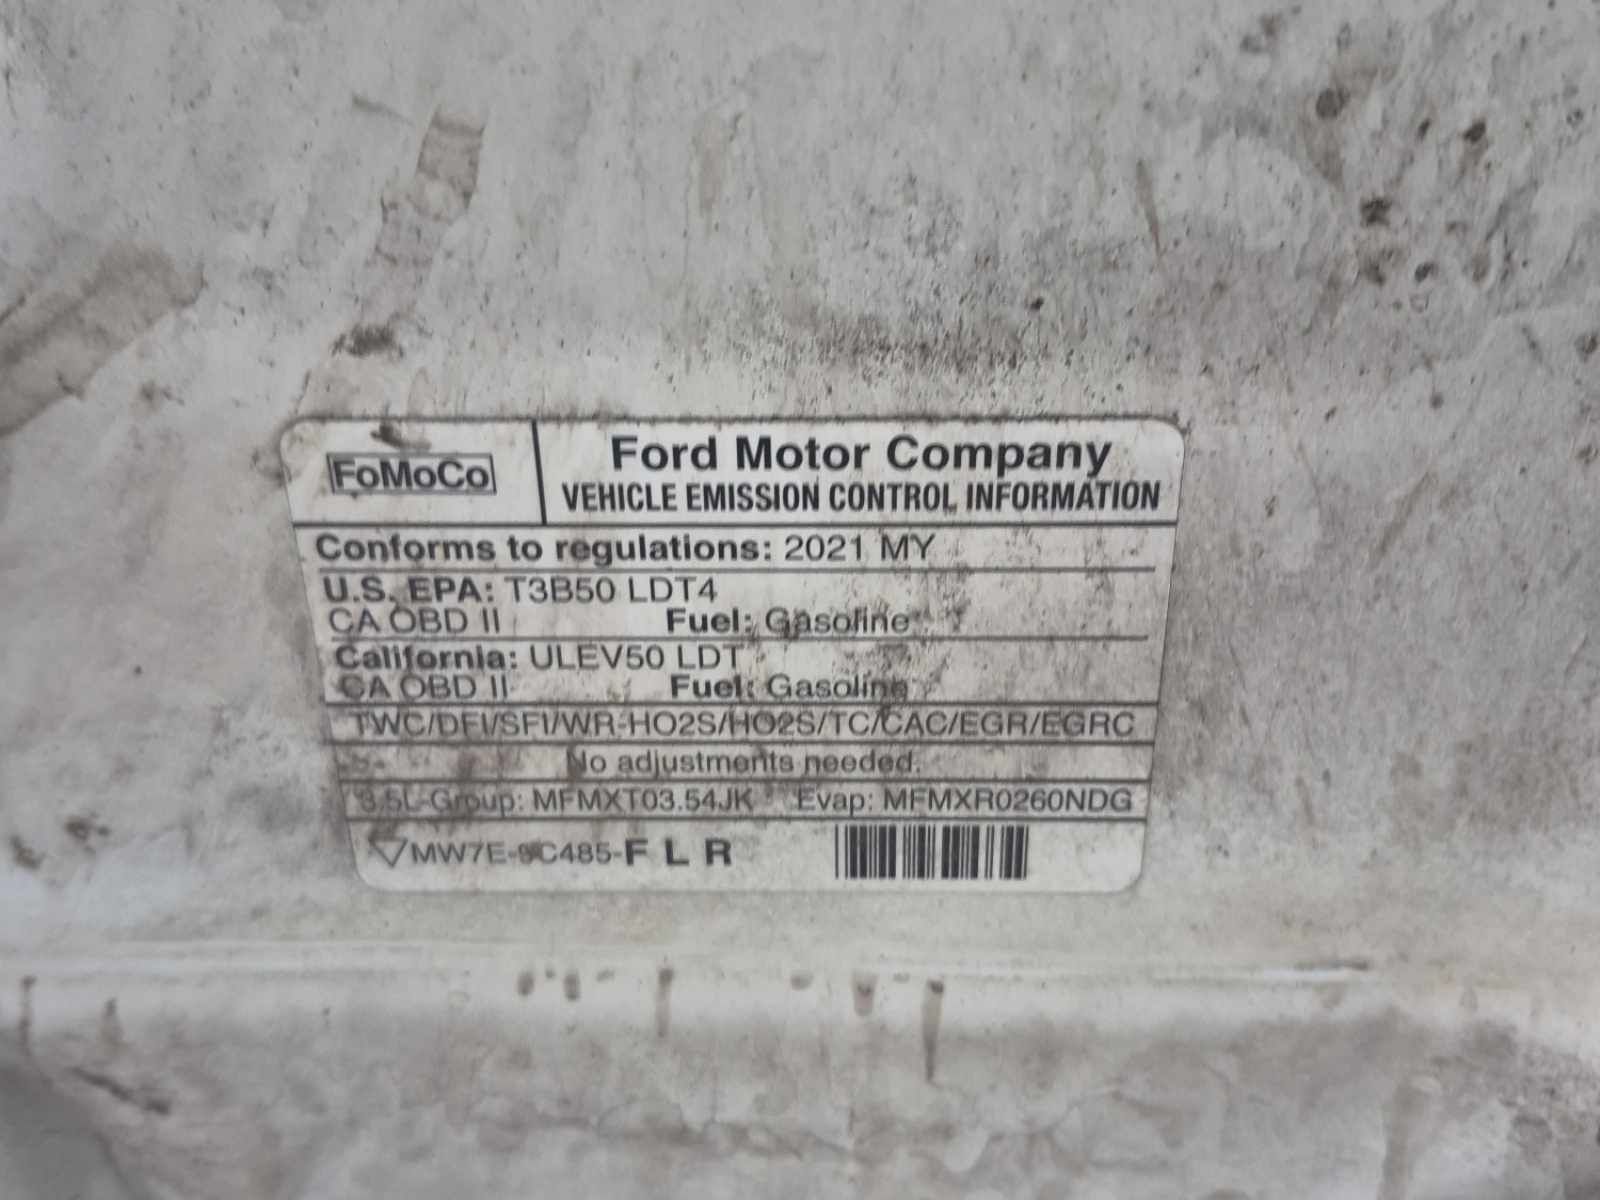 FoMoCo
Ford Motor Company
VEHICLE EMISSION CONTROL INFORMATION
Conforms to regulations: 2021 MY
U.S. EPA: T3B50 LDT4
CA OBD II Fuel: Gasoline
California: ULEV50 LDT
CA OBD II Fuel: Gasoline
TWC/DFI/SFI/WR-HO2S/HO2S/TC/CAC/EGR/EGRC
No adjustments needed.
3.5L-Group: MFMXT03.54JK Evap: MFMXR0260NDG
MW7E-9C485-F L R